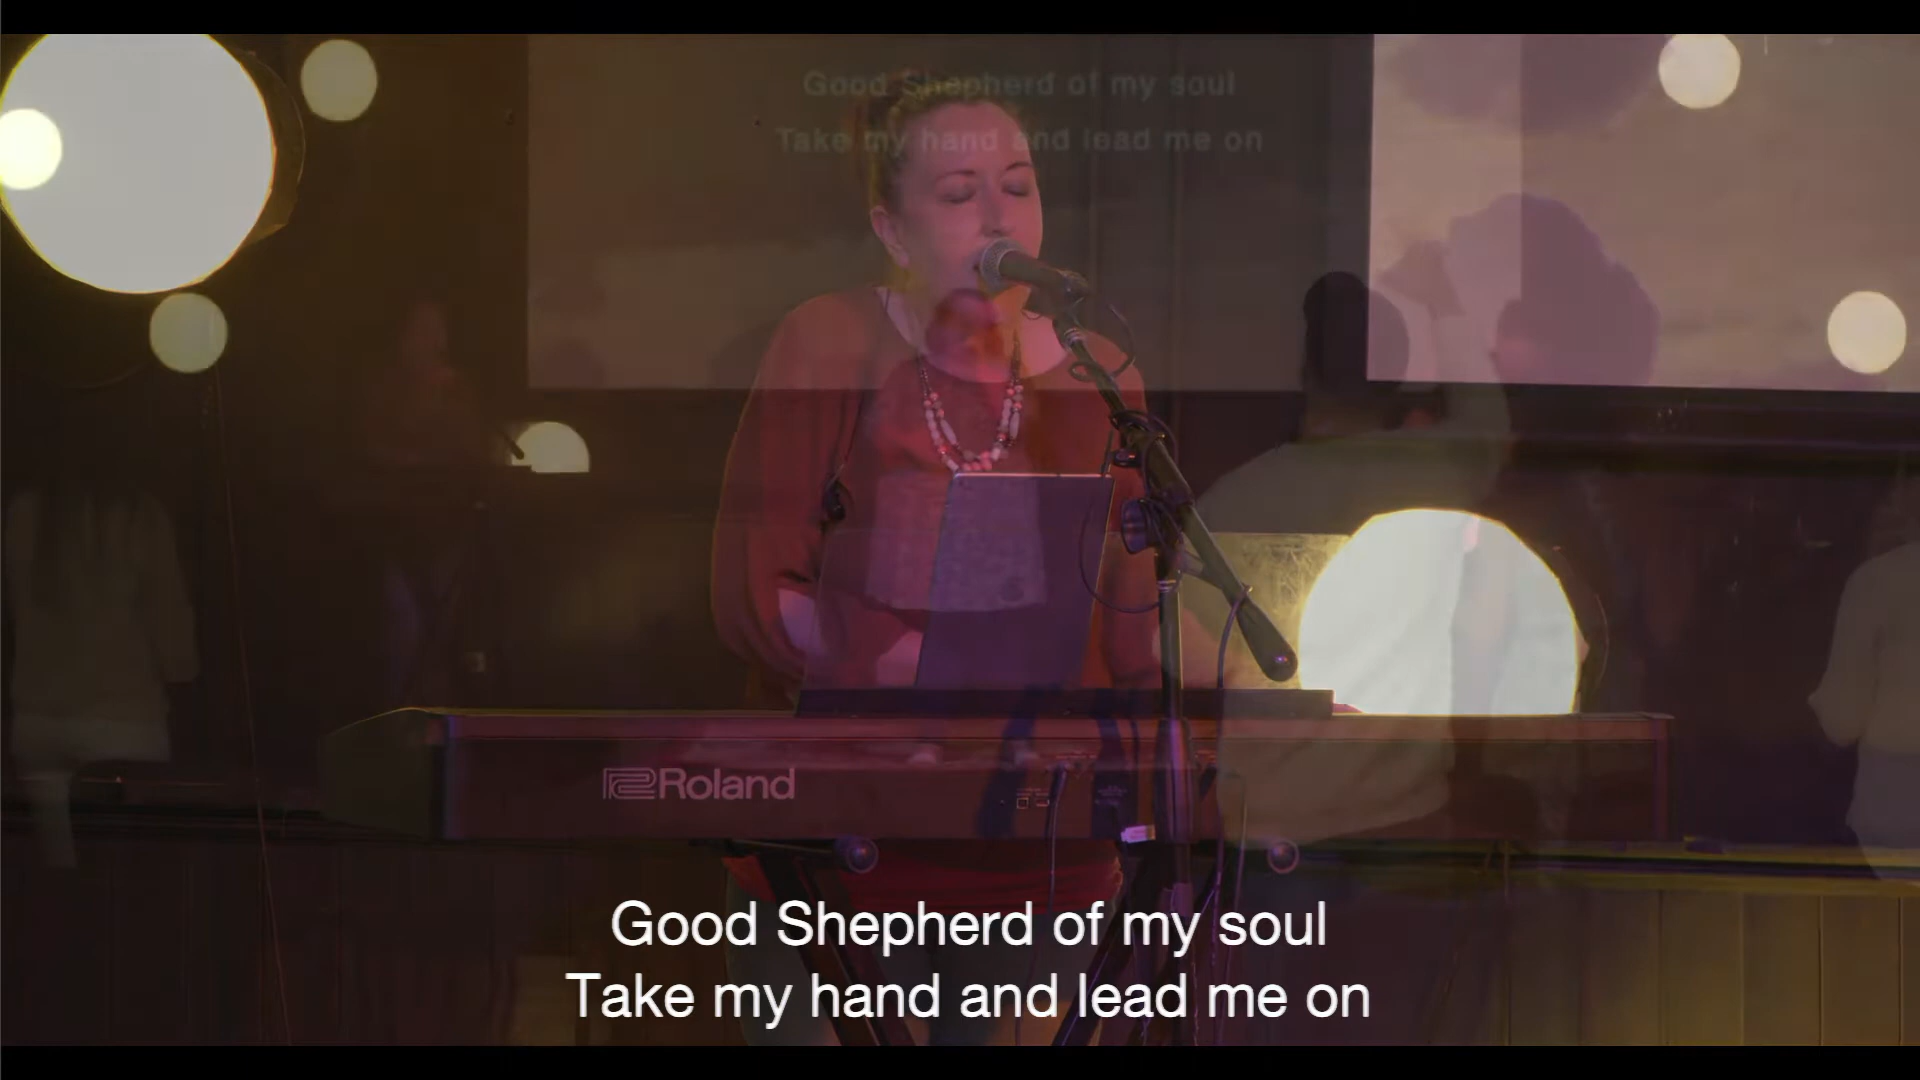 Good Shepherd of my soul
Take my hand and lead me on
Roland
Good Shepherd of my soul
Take my hand and lead me on